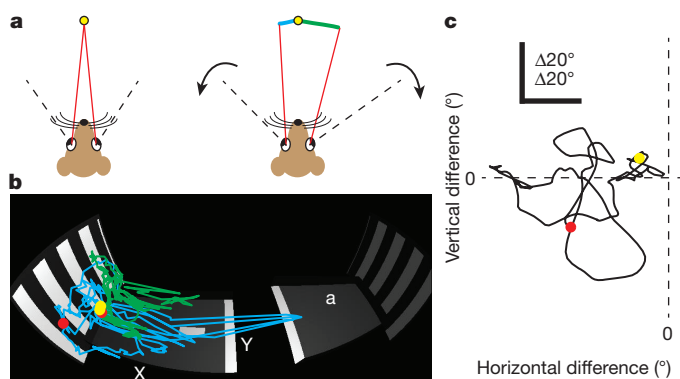 a
b
a
Y
X
c
Δ20°
Δ20°
Vertical difference (°)
0
0
Horizontal difference (°)